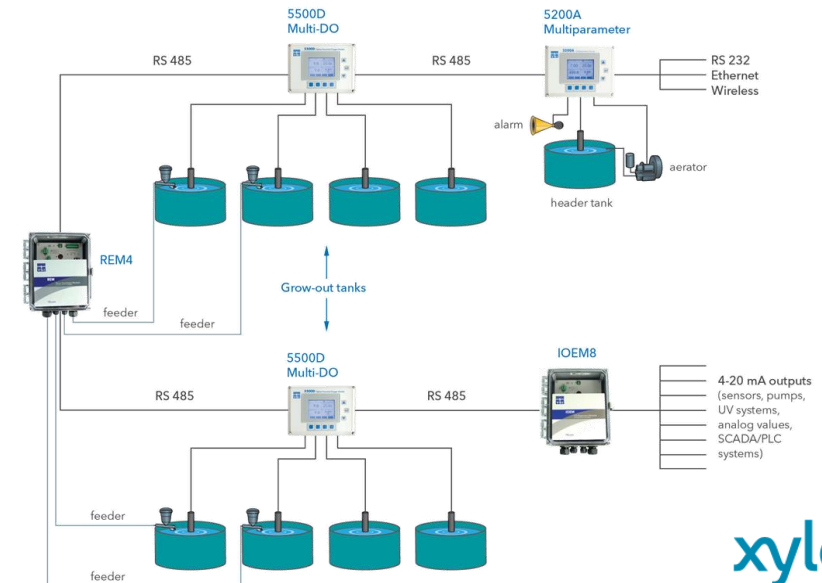 5500D
Multi-DO
5200A
Multiparameter
RS 485
RS 485
RS 232
Ethernet
Wireless
alarm
aerator
header tank
REM4
Grow-out tanks
feeder
feeder
5500D
Multi-DO
IOEM8
RS 485
RS 485
4-20 mA outputs
(sensors, pumps,
UV systems,
analog values,
SCADA/PLC
systems)
feeder
feeder